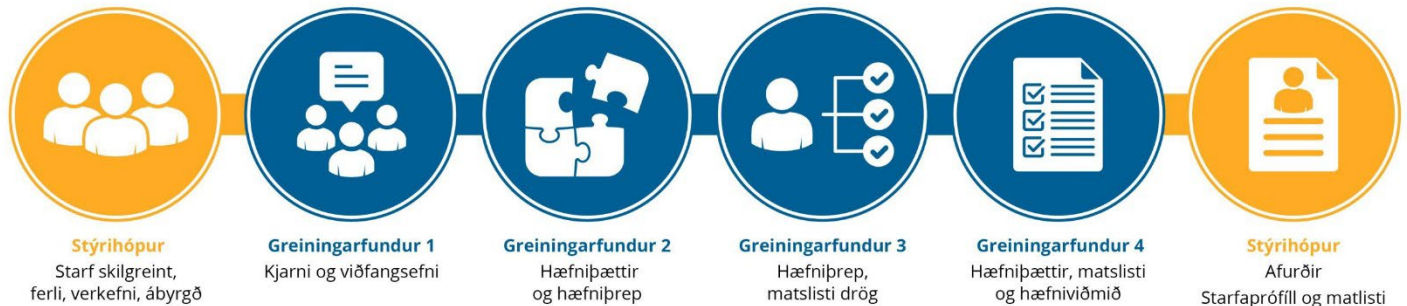 Stýrihópur
Starf skilgreint,
ferli, verkefni, ábyrgð
Greiningarfundur 1
Kjarni og viðfangsefni
Greiningarfundur 2
Hæfniþættir
og hæfniþrep
Greiningarfundur 3
Hæfniþrep,
matslisti drög
Greiningarfundur 4
Hæfniþættir, matslisti
og hæfniviðmið
Stýrihópur
Afurðir
Starfaprófíll og matlisti